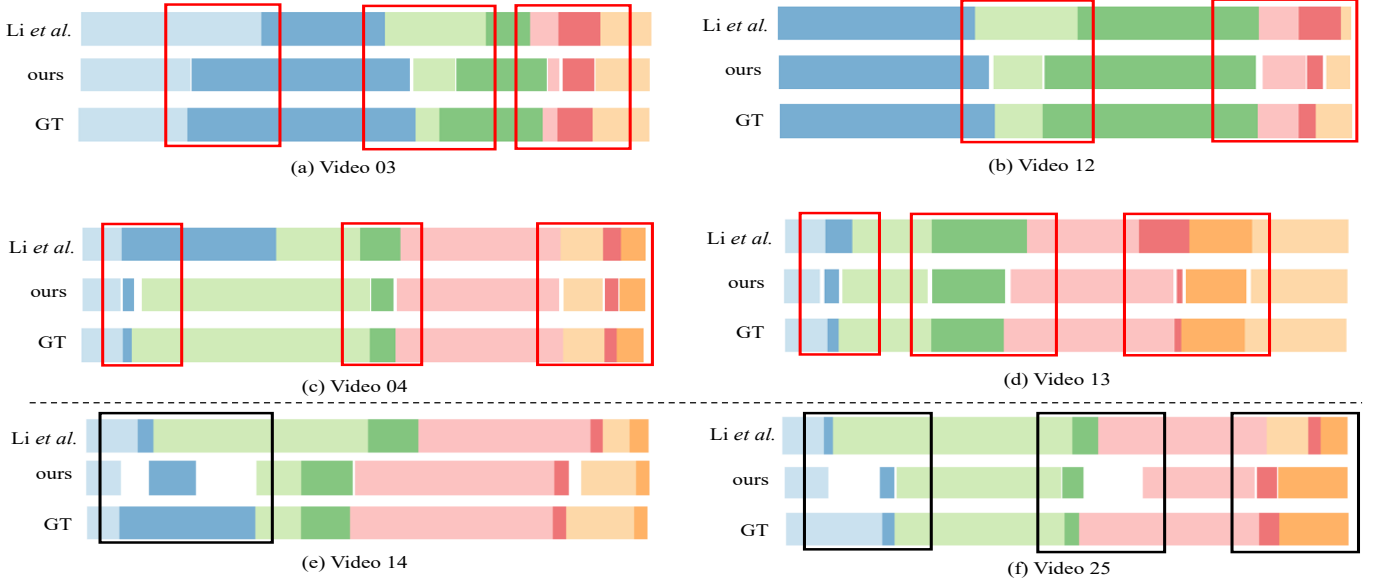 Li et al.
ours
GT
(a) Video 03
Li et al.
ours
GT
(b) Video 12
Li et al.
ours
GT
(c) Video 04
Li et al.
ours
GT
(d) Video 13
Li et al.
ours
GT
(e) Video 14
Li et al.
ours
GT
(f) Video 25